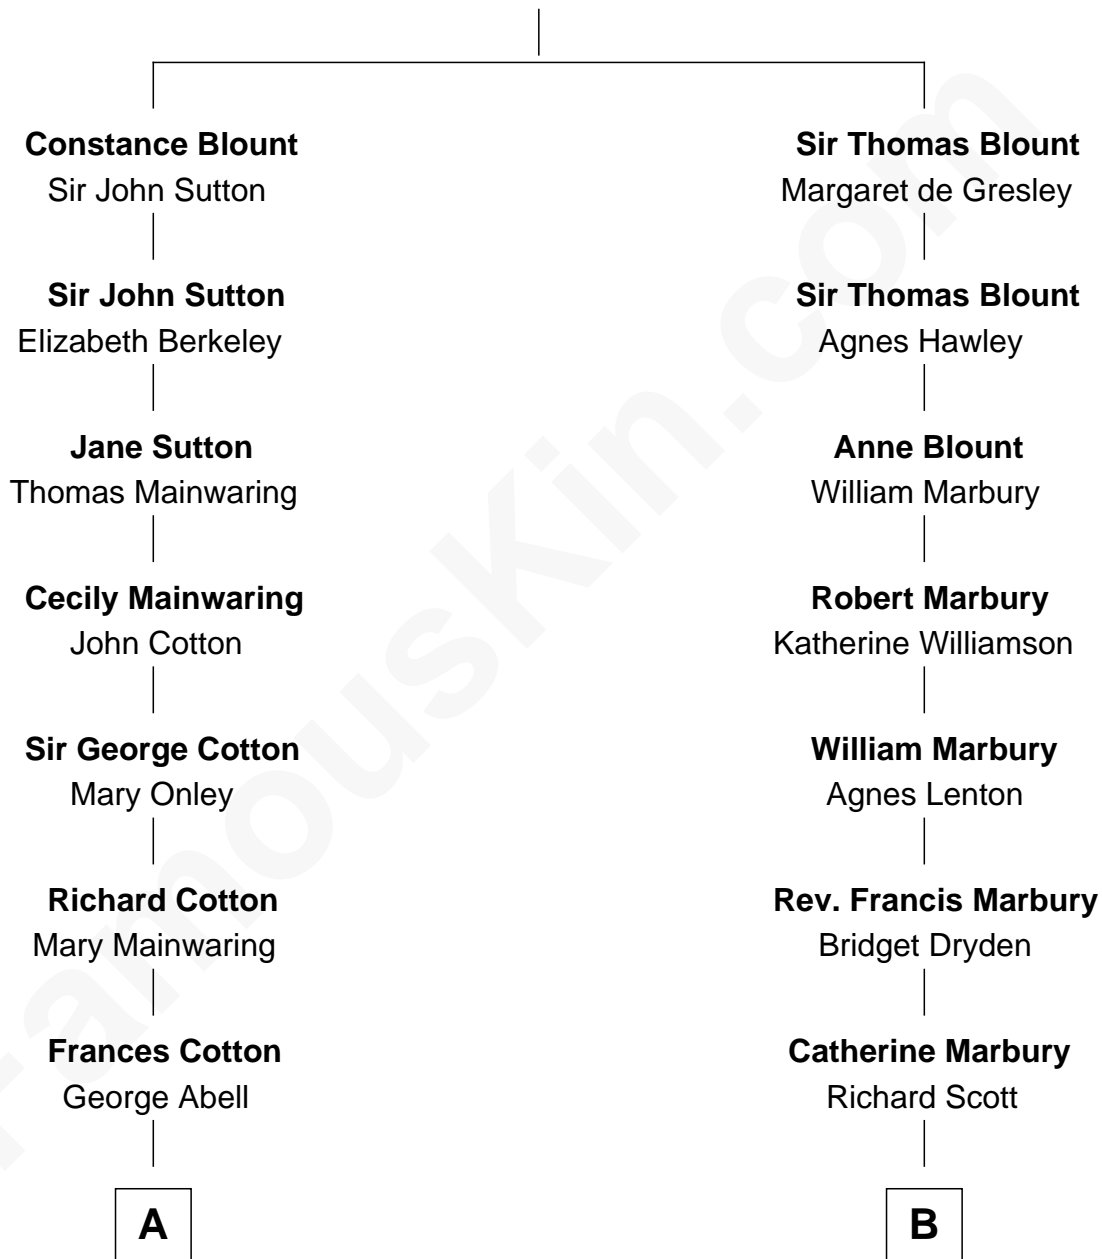 Constance Blount
Sir John Sutton
Sir John Sutton
Elizabeth Berkeley
Jane Sutton
Thomas Mainwaring
Cecily Mainwaring
John Cotton
Sir George Cotton
Mary Onley
Richard Cotton
Mary Mainwaring
Frances Cotton
George Abell
A
Sir Thomas Blount
Margaret de Gresley
Sir Thomas Blount
Agnes Hawley
Anne Blount
William Marbury
Robert Marbury
Katherine Williamson
William Marbury
Agnes Lenton
Rev. Francis Marbury
Bridget Dryden
Catherine Marbury
Richard Scott
B
FamousKin.com